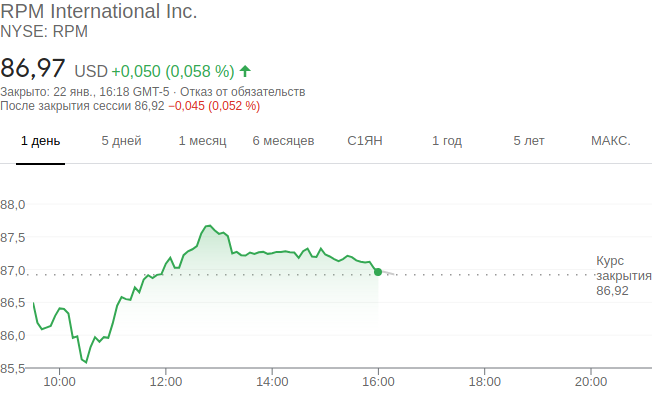 RPM International Inc.
NYSE: RPM
86,97 USD +0,050 (0,058 %)
Закрыто: 22 янв., 16:18 GMT-5 · Отказ от обязательств
После закрытия сессии 86,92 −0,045 (0,052 %)
1 день 5 дней 1 месяц 6 месяцев С1ЯН 1 год 5 лет МАКС.
88,0
87,5
87,0
86,5
86,0
85,5
Курс
закрытия
86,92
10:00 12:00 14:00 16:00 18:00 20:00